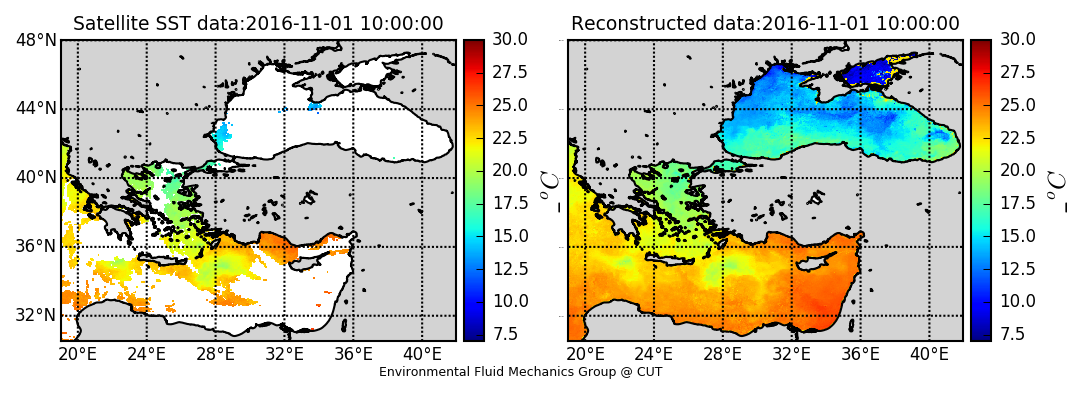 Satellite SST data:2016-11-01 10:00:00
48°N
44°N
40°N
36°N
32°N
20°E 24°E 28°E 32°E 36°E 40°E
30.0
27.5
25.0
22.5
20.0
17.5
15.0
12.5
10.0
7.5
_°C
Reconstructed data:2016-11-01 10:00:00
20°E 24°E 28°E 32°E 36°E 40°E
30.0
27.5
25.0
22.5
20.0
17.5
15.0
12.5
10.0
7.5
_°C
Environmental Fluid Mechanics Group @ CUT